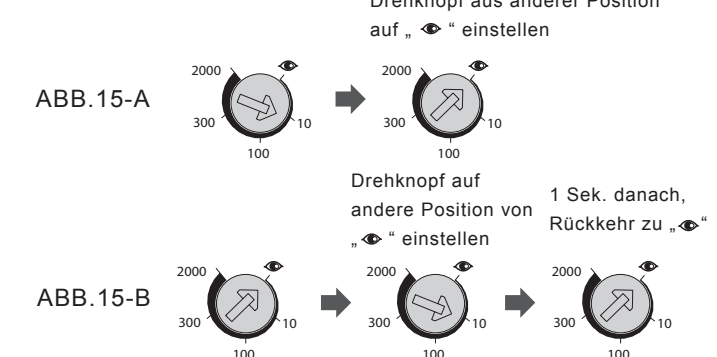 Drehknopf aus anderer Position
auf „ “ einstellen
ABB.15-A
2000
300
100
10
2000
300
100
10
Drehknopf auf
andere Position von
„ “ einstellen
1 Sek. danach,
Rückkehr zu „ “
ABB.15-B
2000
300
100
10
2000
300
100
10
2000
300
100
10